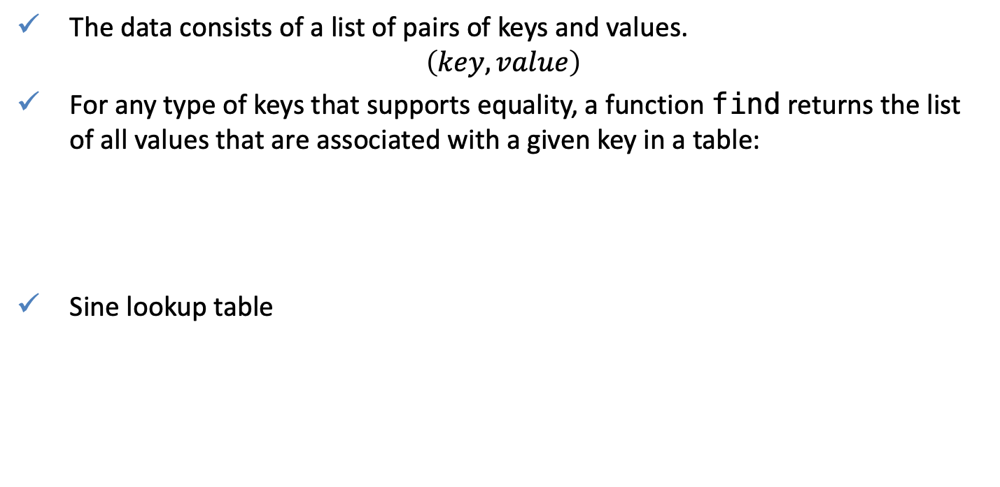 ✓ The data consists of a list of pairs of keys and values.
(key, value)
✓ For any type of keys that supports equality, a function find returns the list
of all values that are associated with a given key in a table:
✓ Sine lookup table